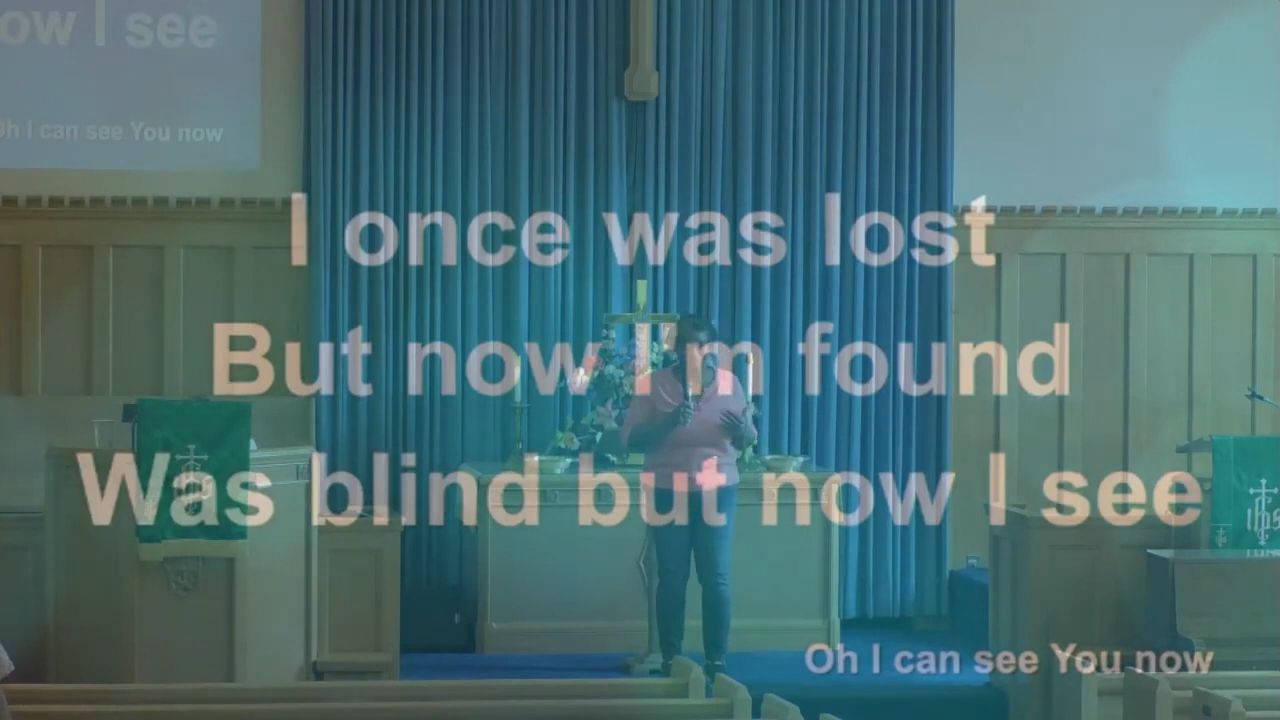 ow I see
Oh I can see You now
I once was lost
But now I'm found
Was blind but now I see
Oh I can see You now
IHS